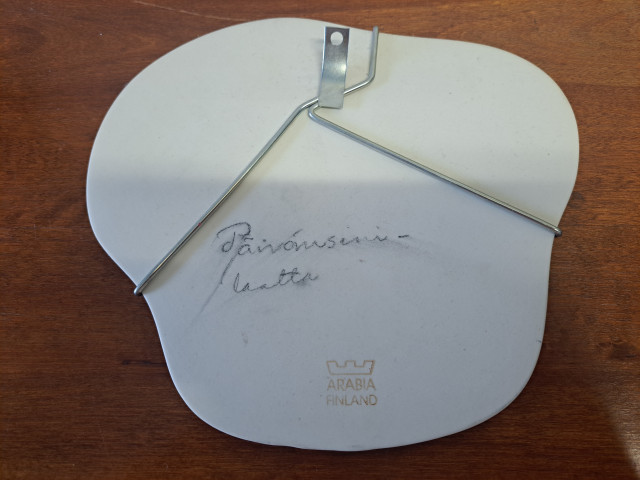 Päivänsini-
laatta
ARABIA
FINLAND